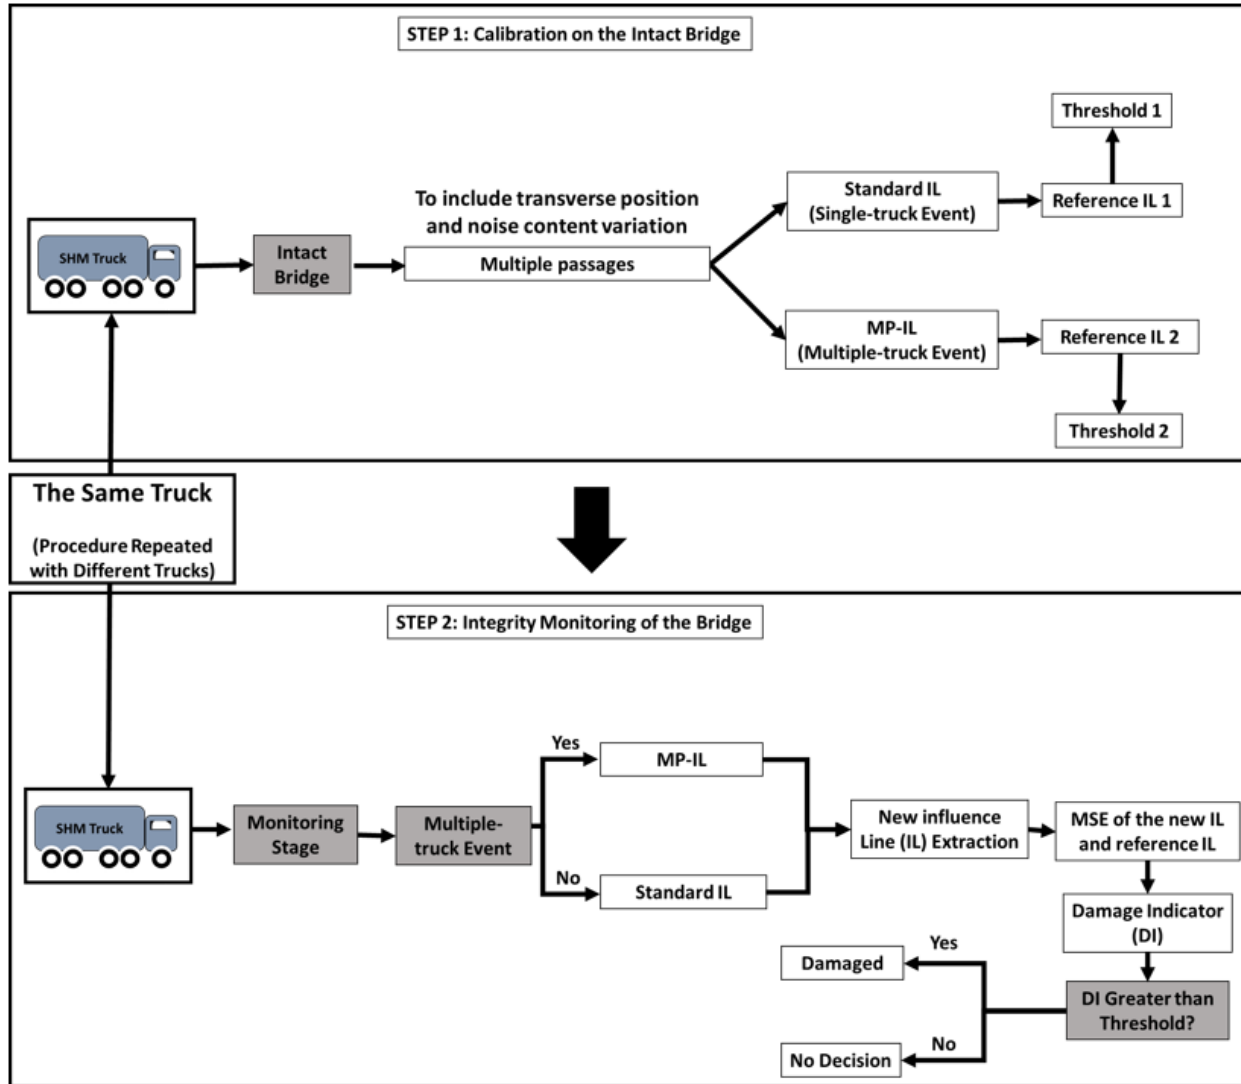 STEP 1: Calibration on the Intact Bridge
Threshold 1
To include transverse position
and noise content variation
Standard IL
(Single-truck Event)
Reference IL 1
SHM Truck
Intact
Bridge
Multiple passages
MP-IL
(Multiple-truck Event)
Reference IL 2
Threshold 2
The Same Truck
(Procedure Repeated
with Different Trucks)
STEP 2: Integrity Monitoring of the Bridge
Yes
MP-IL
SHM Truck
Monitoring
Stage
Multiple-
truck Event
New influence
Line (IL) Extraction
MSE of the new IL
and reference IL
No
Standard IL
Damage Indicator
(DI)
Yes
Damaged
DI Greater than
Threshold?
No
No Decision